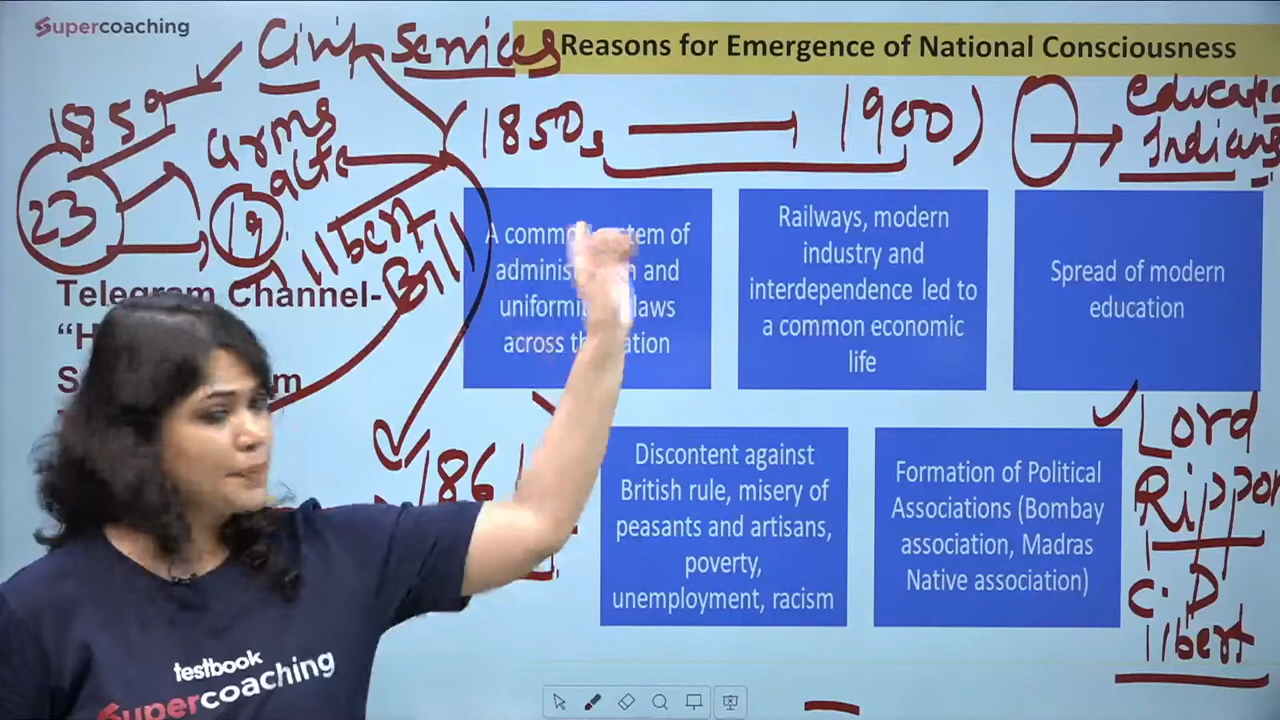 Supercoaching
Reasons for Emergence of National Consciousness
Civil Services
1859
23
arms
act
19
Ilbert
Bill
(1850s 1900)
Educated
Indians
Telegram Channel-
“H
S
m
A common system of
administration and
uniformity laws
across the nation
Railways, modern
industry and
interdependence led to
a common economic
life
Spread of modern
education
186
Discontent against
British rule, misery of
peasants and artisans,
poverty,
unemployment, racism
Formation of Political
Associations (Bombay
association, Madras
Native association)
Lord
Rippon
C. D
Ilbert
testbook
Supercoaching